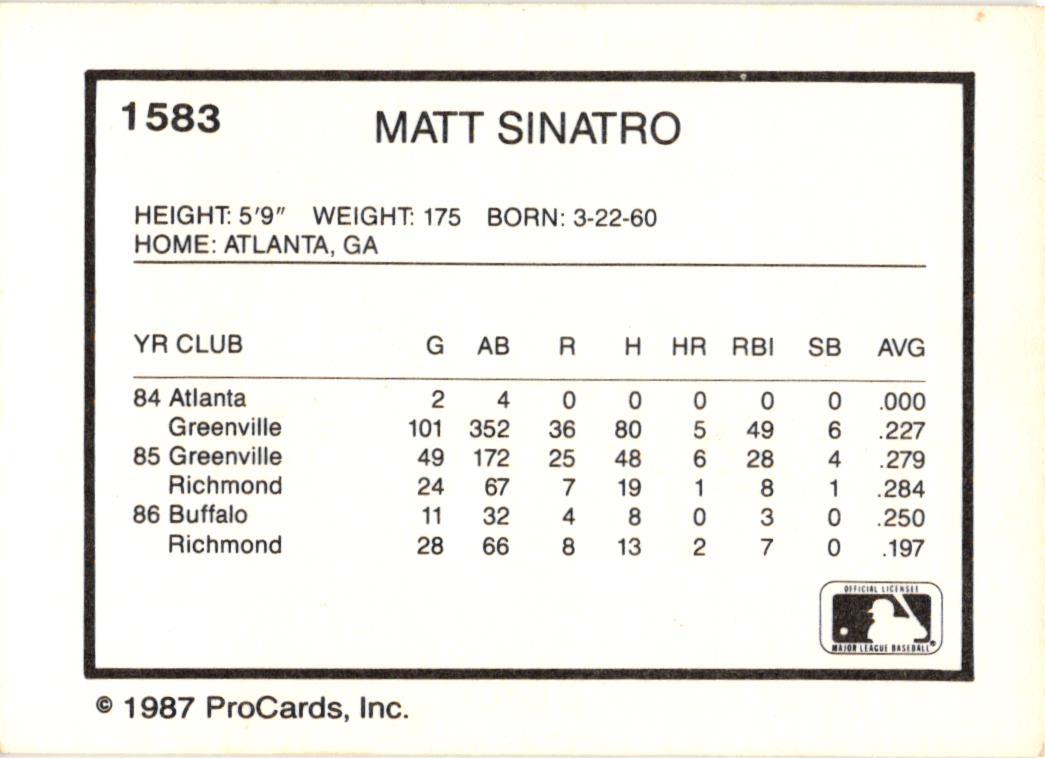 1583
MATT SINATRO
HEIGHT: 5'9" WEIGHT: 175 BORN: 3-22-60
HOME: ATLANTA, GA
YR CLUB G AB R H HR RBI SB AVG
84 Atlanta 2 4 0 0 0 0 0 .000
Greenville 101 352 36 80 5 49 6 .227
85 Greenville 49 172 25 48 6 28 4 .279
Richmond 24 67 7 19 1 8 1 .284
86 Buffalo 11 32 4 8 0 3 0 .250
Richmond 28 66 8 13 2 7 0 .197
OFFICIAL LICENSEE
MAJOR LEAGUE BASEBALL®
© 1987 ProCards, Inc.